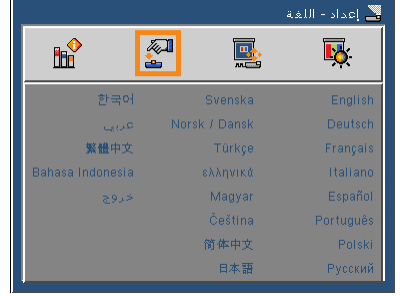 إعداد - اللغة
English
Deutsch
Français
Italiano
Español
Português
Polski
Русский
Svenska
Norsk / Dansk
Türkçe
ελληνικά
Magyar
Čeština
简体中文
日本語
한국어
عربى
繁體中文
Bahasa Indonesia
خروج